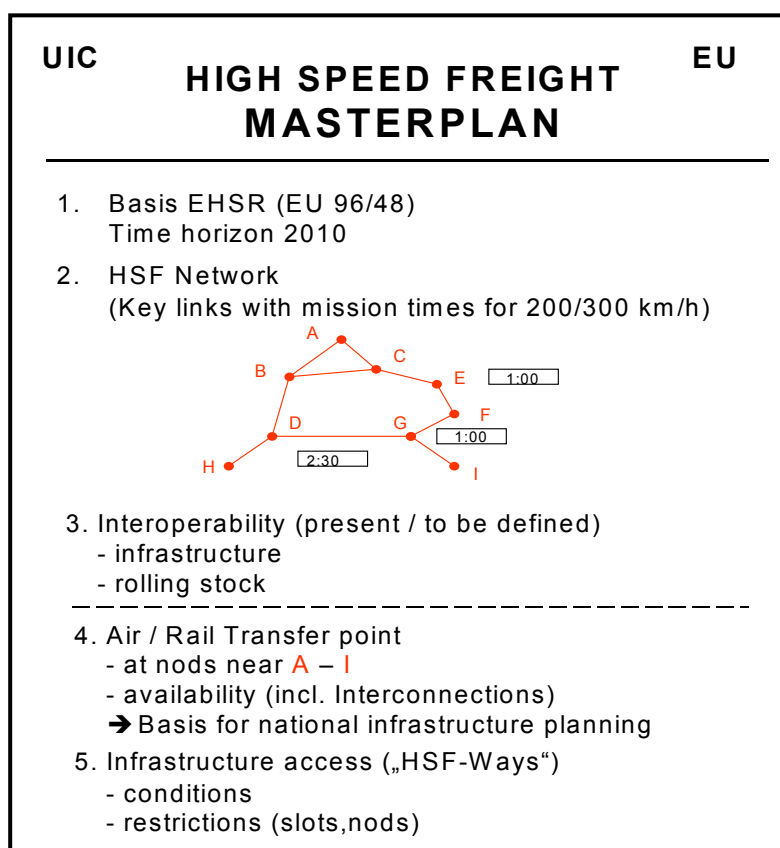 UIC
EU
HIGH SPEED FREIGHT
MASTERPLAN
1. Basis EHSR (EU 96/48)
Time horizon 2010
2. HSF Network
(Key links with mission times for 200/300 km/h)
A
B
C
E
1:00
D
G
F
1:00
H
2:30
I
3. Interoperability (present / to be defined)
- infrastructure
- rolling stock
4. Air / Rail Transfer point
- at nods near A – I
- availability (incl. Interconnections)
➔ Basis for national infrastructure planning
5. Infrastructure access („HSF-Ways“)
- conditions
- restrictions (slots,nods)